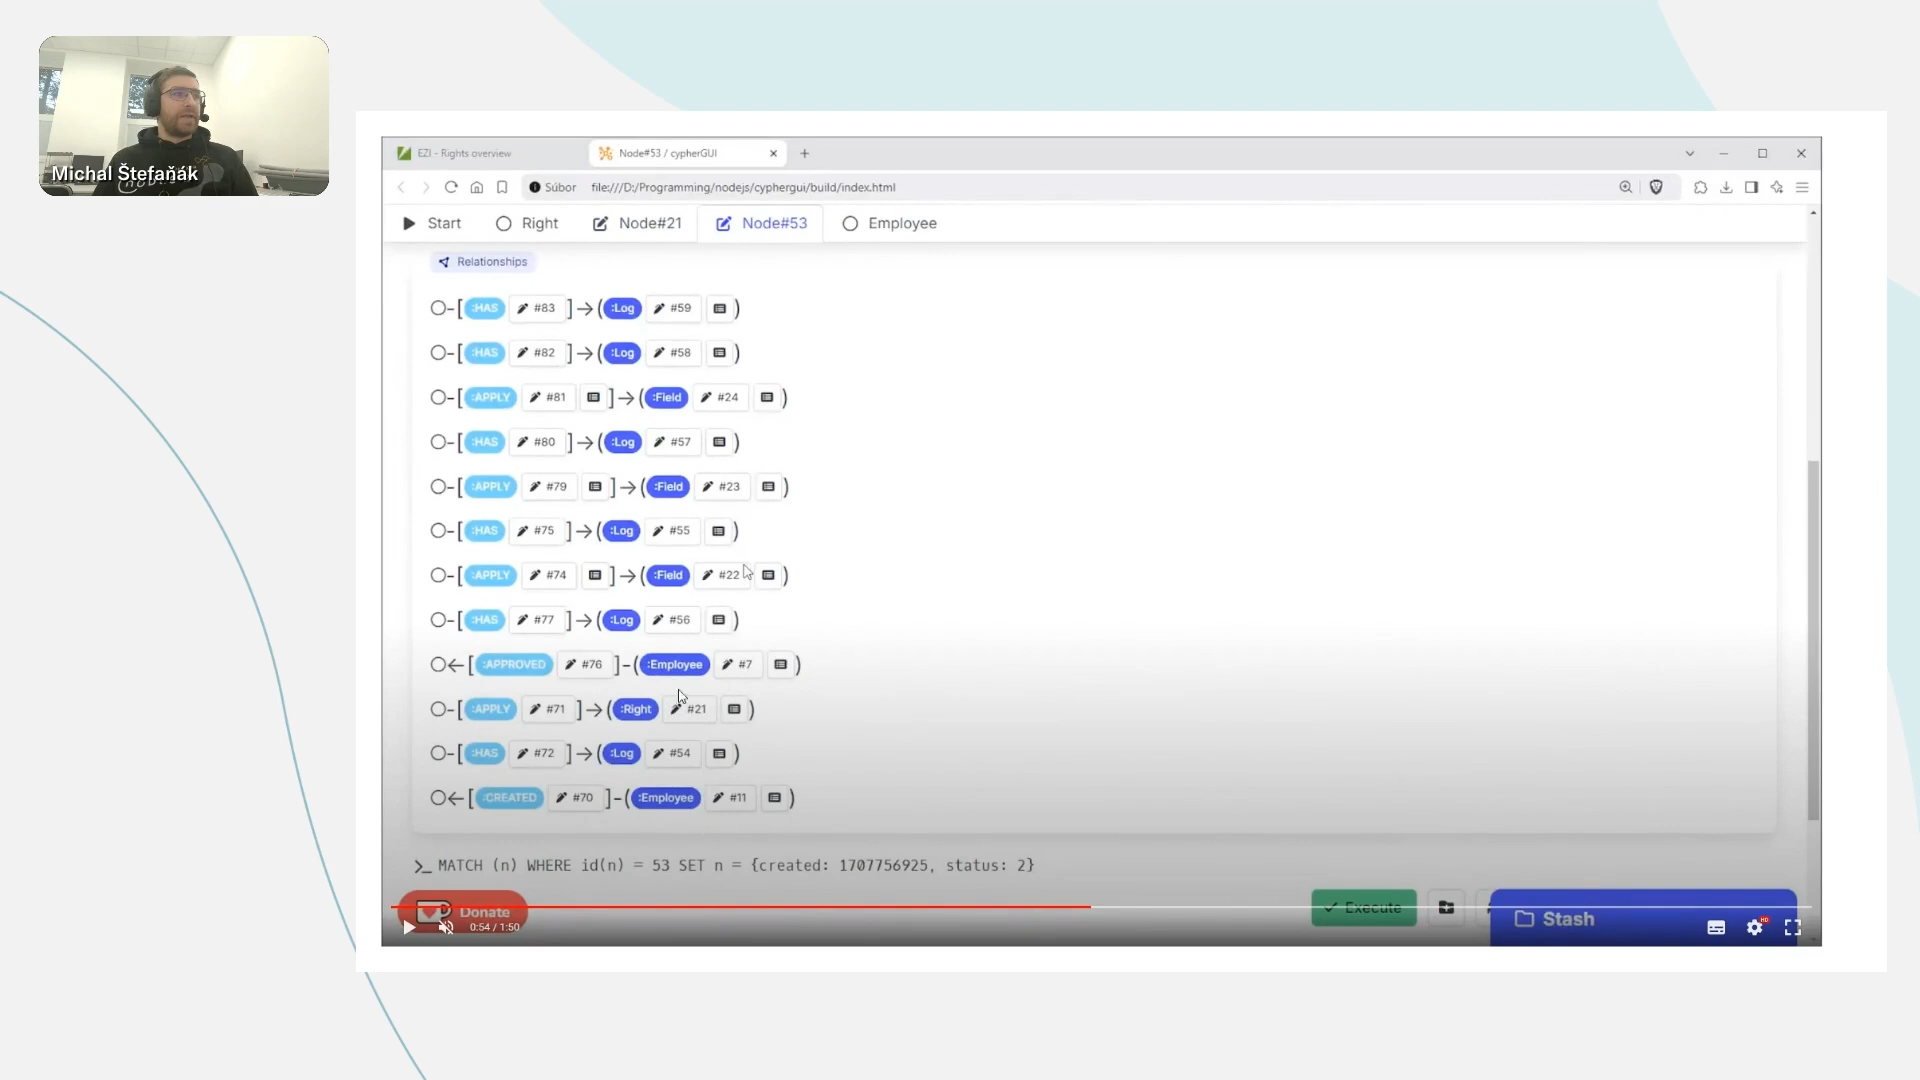 Michal Štefaňák
EZI - Rights overview
Node#53 / cypherGUI
Súbor file:///D:/Programming/nodejs/cyphergui/build/index.html
Start Right Node#21 Node#53 Employee
Relationships
-[ :HAS #83 ]→( :Log #59 )
-[ :HAS #82 ]→( :Log #58 )
-[ :APPLY #81 ]→( :Field #24 )
-[ :HAS #80 ]→( :Log #57 )
-[ :APPLY #79 ]→( :Field #23 )
-[ :HAS #75 ]→( :Log #55 )
-[ :APPLY #74 ]→( :Field #22 )
-[ :HAS #77 ]→( :Log #56 )
←[ :APPROVED #76 ]-( :Employee #7 )
-[ :APPLY #71 ]→( :Right #21 )
-[ :HAS #72 ]→( :Log #54 )
←[ :CREATED #70 ]-( :Employee #11 )
>_ MATCH (n) WHERE id(n) = 53 SET n = {created: 1707756925, status: 2}
Donate
Execute
Stash
0:54 / 1:50
HD